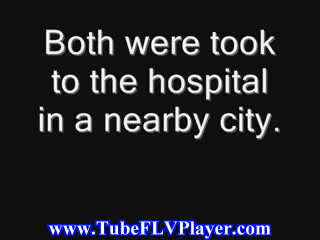 Both were took
to the hospital
in a nearby city.
www.TubeFLVPlayer.com